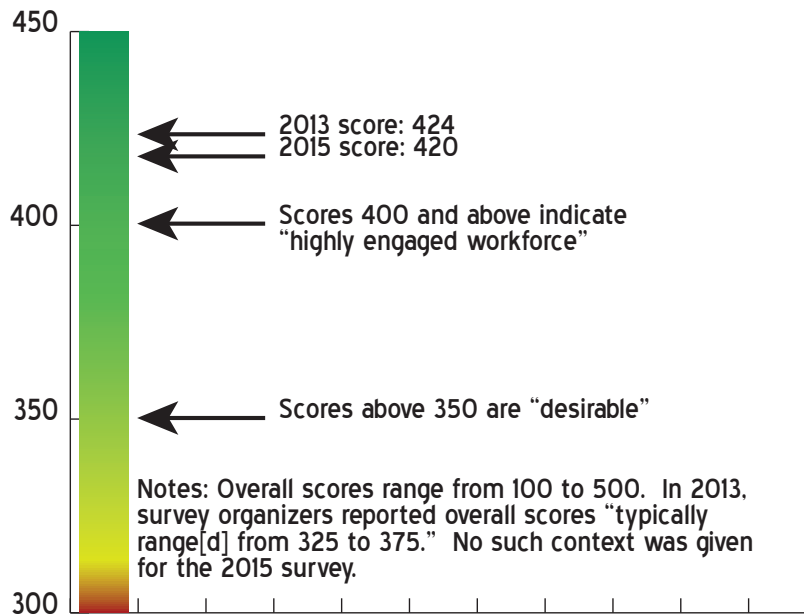 450
2013 score: 424
2015 score: 420
400
Scores 400 and above indicate
“highly engaged workforce”
350
Scores above 350 are “desirable”
Notes: Overall scores range from 100 to 500.  In 2013,
survey organizers reported overall scores “typically
range[d] from 325 to 375.”  No such context was given
for the 2015 survey.
300